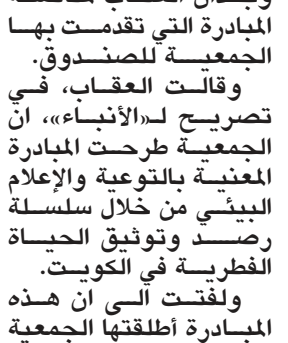 المبادرة التي تقدمت بها
الجمعية للصندوق.
وقالت العقاب، في
تصريح لـ«الأنباء»، ان
الجمعية طرحت المبادرة
المعنية بالتوعية والإعلام
البيئي من خلال سلسلة
رصد وتوثيق الحياة
الفطرية في الكويت.
ولفتت الى ان هذه
المبادرة أطلقتها الجمعية